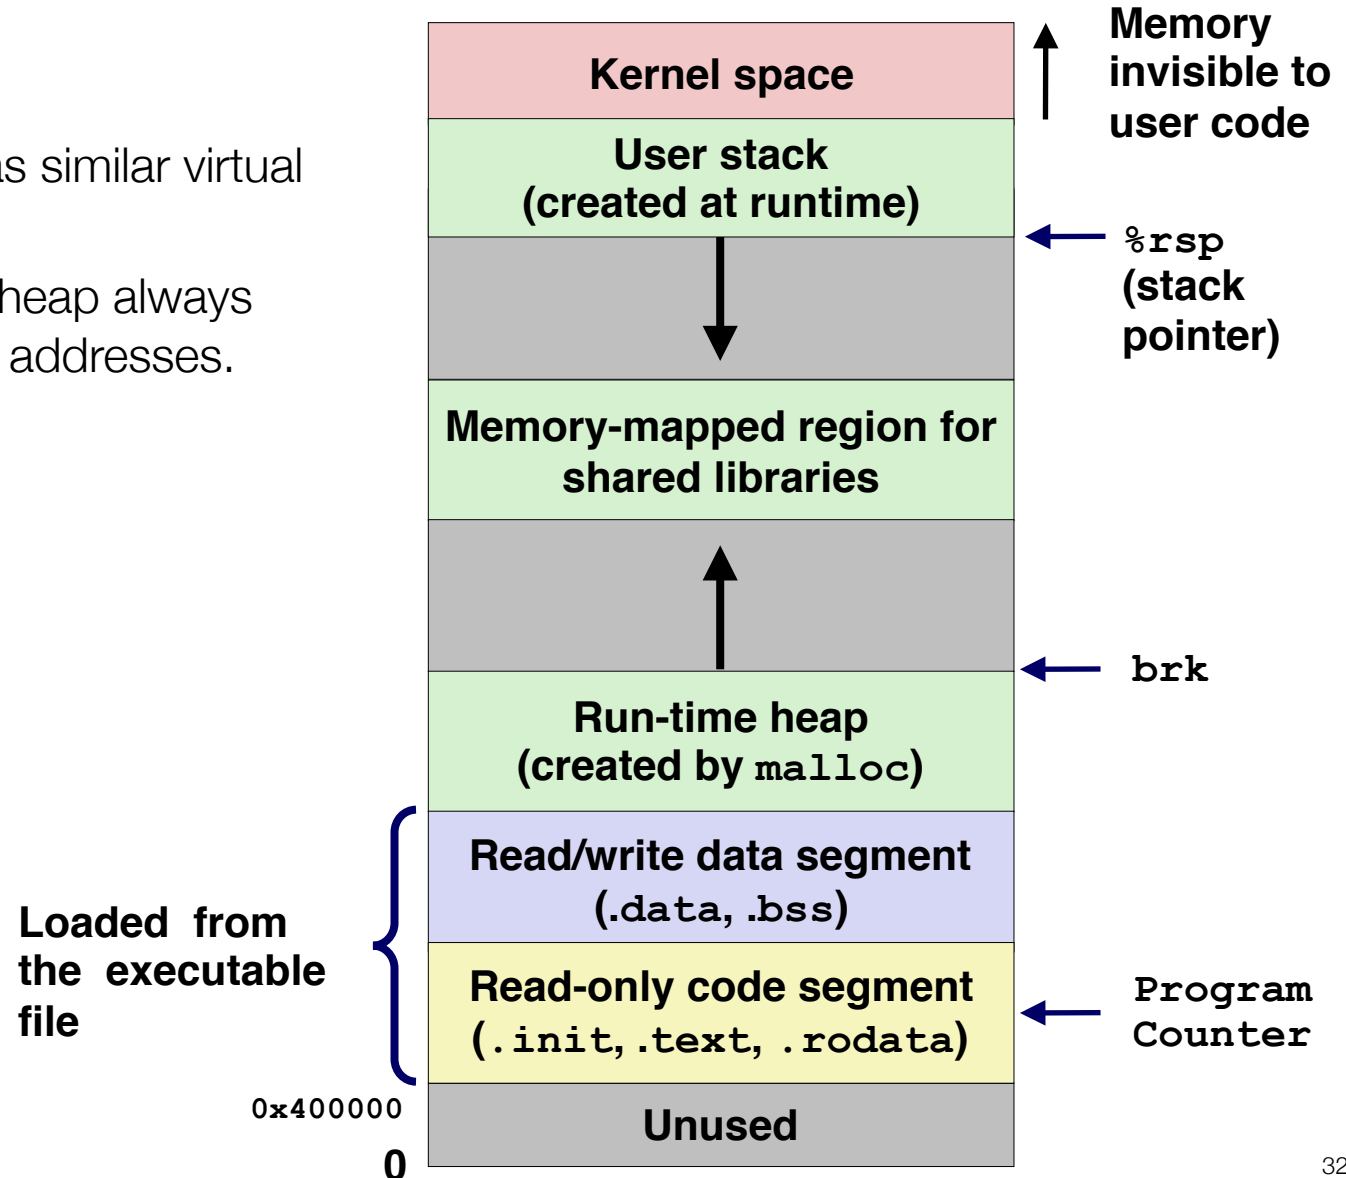 as similar virtual
heap always
addresses.
Kernel space
Memory
invisible to
user code
User stack
(created at runtime)
%rsp
(stack
pointer)
Memory-mapped region for
shared libraries
brk
Run-time heap
(created by malloc)
Read/write data segment
(.data, .bss)
Loaded from
the executable
file
Read-only code segment
(.init, .text, .rodata)
Program
Counter
0x400000
Unused
0
32